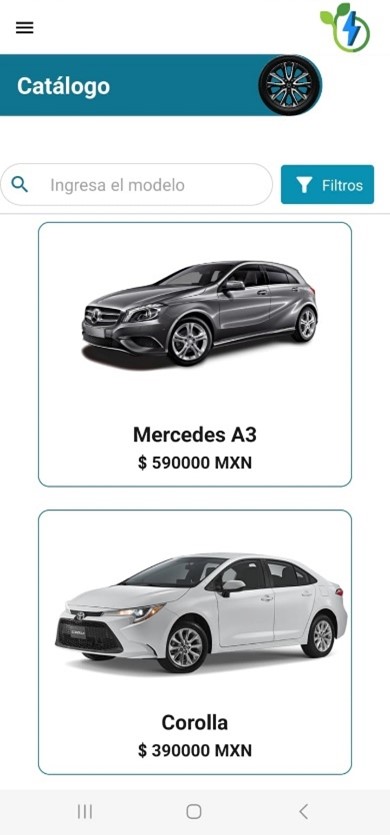 Catálogo
Ingresa el modelo
Filtros
Mercedes A3
$ 590000 MXN
Corolla
$ 390000 MXN